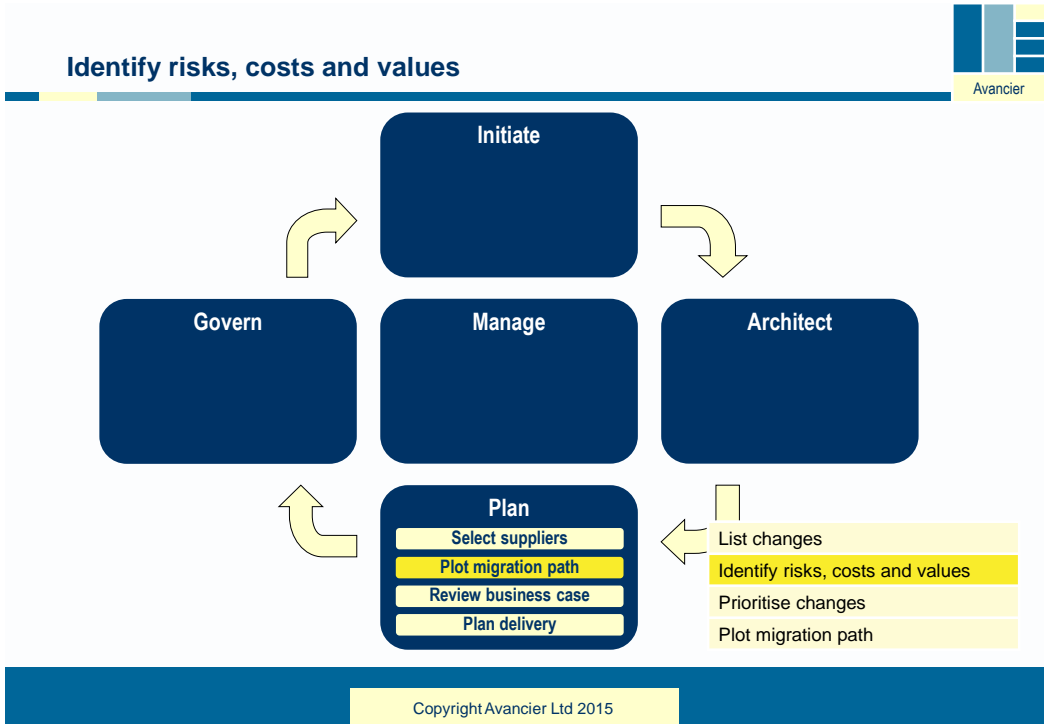 Identify risks, costs and values
Avancier
Initiate
Govern
Manage
Architect
Plan
Select suppliers
Plot migration path
Review business case
Plan delivery
List changes
Identify risks, costs and values
Prioritise changes
Plot migration path
Copyright Avancier Ltd 2015